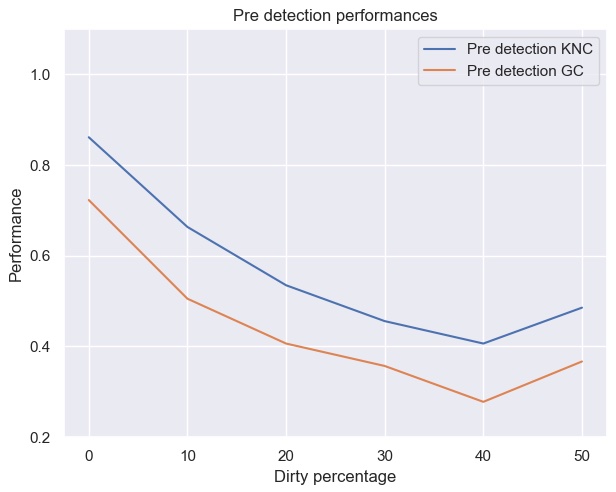 Pre detection performances
Pre detection KNC
Pre detection GC
1.0
0.8
0.6
0.4
0.2
Performance
0 10 20 30 40 50
Dirty percentage